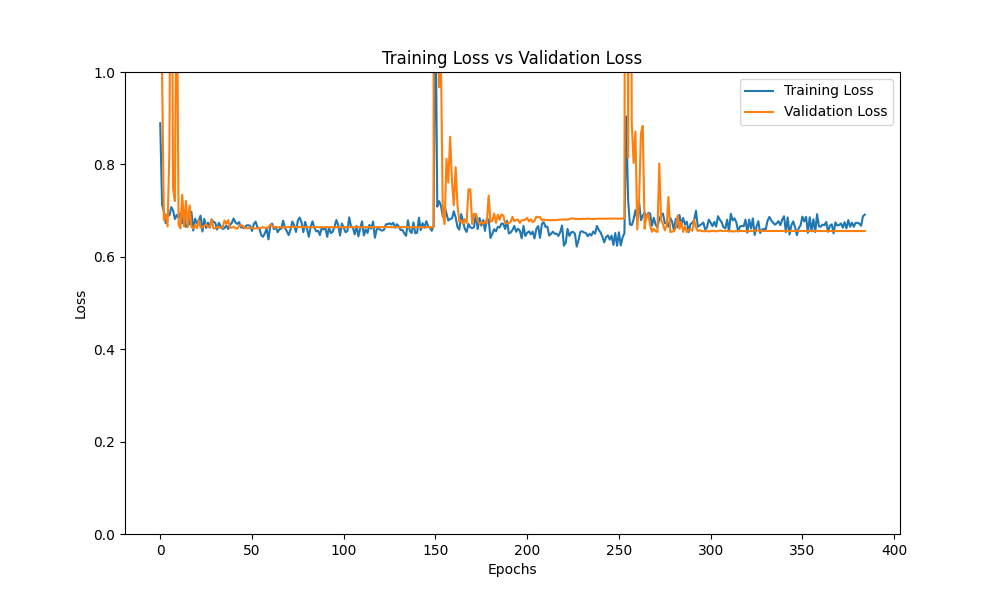 Training Loss vs Validation Loss
Training Loss
Validation Loss
1.0
0.8
0.6
0.4
0.2
0.0
Loss
0 50 100 150 200 250 300 350 400
Epochs